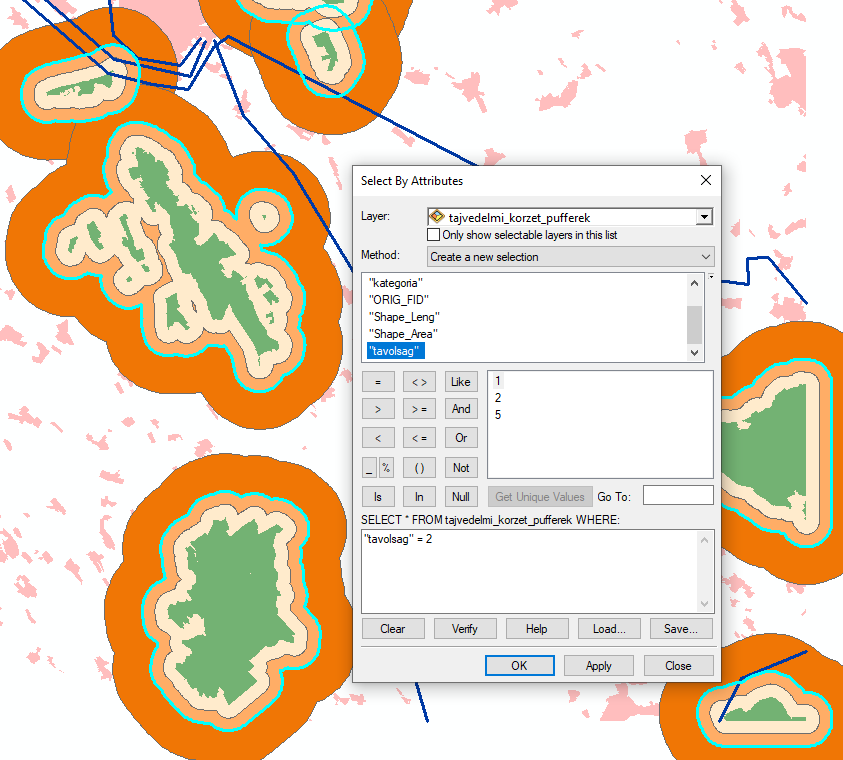 Select By Attributes
Layer: tajvedelmi_korzet_pufferek
Only show selectable layers in this list
Method: Create a new selection
"kategoria"
"ORIG_FID"
"Shape_Leng"
"Shape_Area"
"tavolsag"
= < > Like 1
2
5
> > = And
< < = Or
_ % ( ) Not
Is In Null Get Unique Values Go To:
SELECT * FROM tajvedelmi_korzet_pufferek WHERE:
"tavolsag" = 2
Clear Verify Help Load... Save...
OK Apply Close